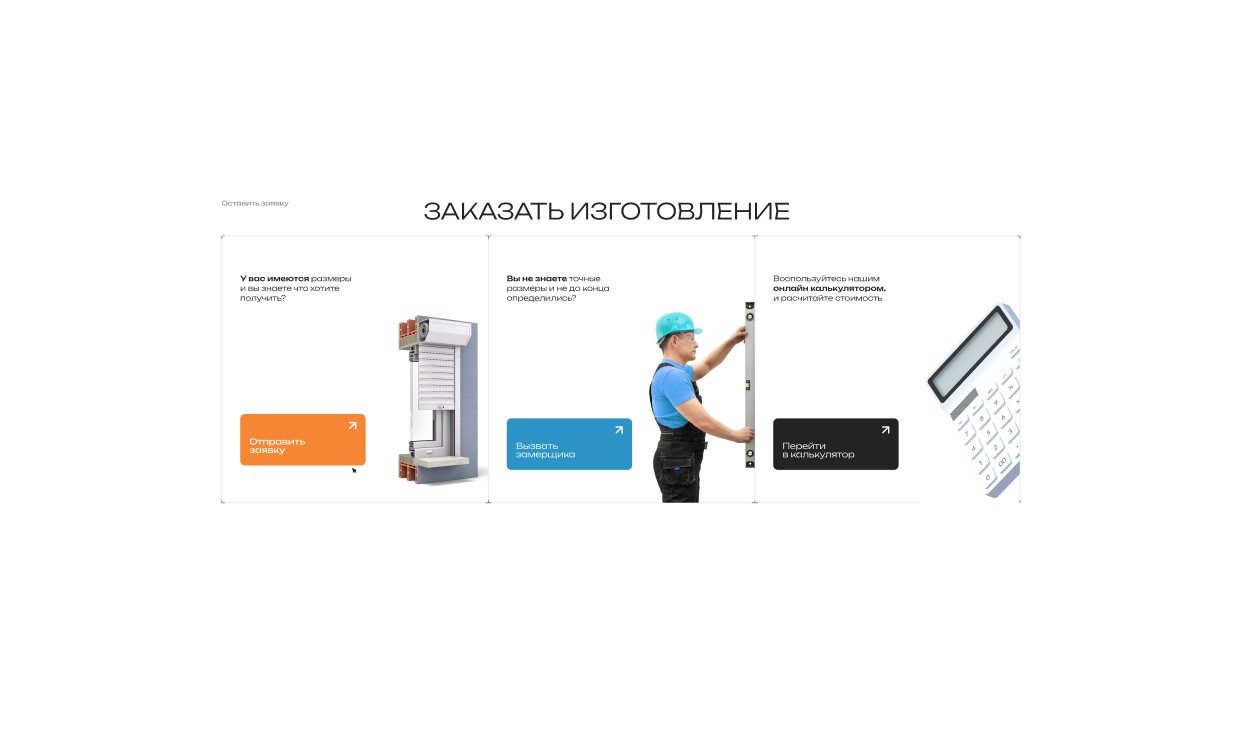 Оставить заявку
ЗАКАЗАТЬ ИЗГОТОВЛЕНИЕ
У вас имеются размеры
и вы знаете что хотите
получить?
Отправить
заявку
Вы не знаете точные
размеры и не до конца
определились?
Вызвать
замерщика
Воспользуйтесь нашим
онлайн калькулятором,
и расчитайте стоимость
Перейти
в калькулятор